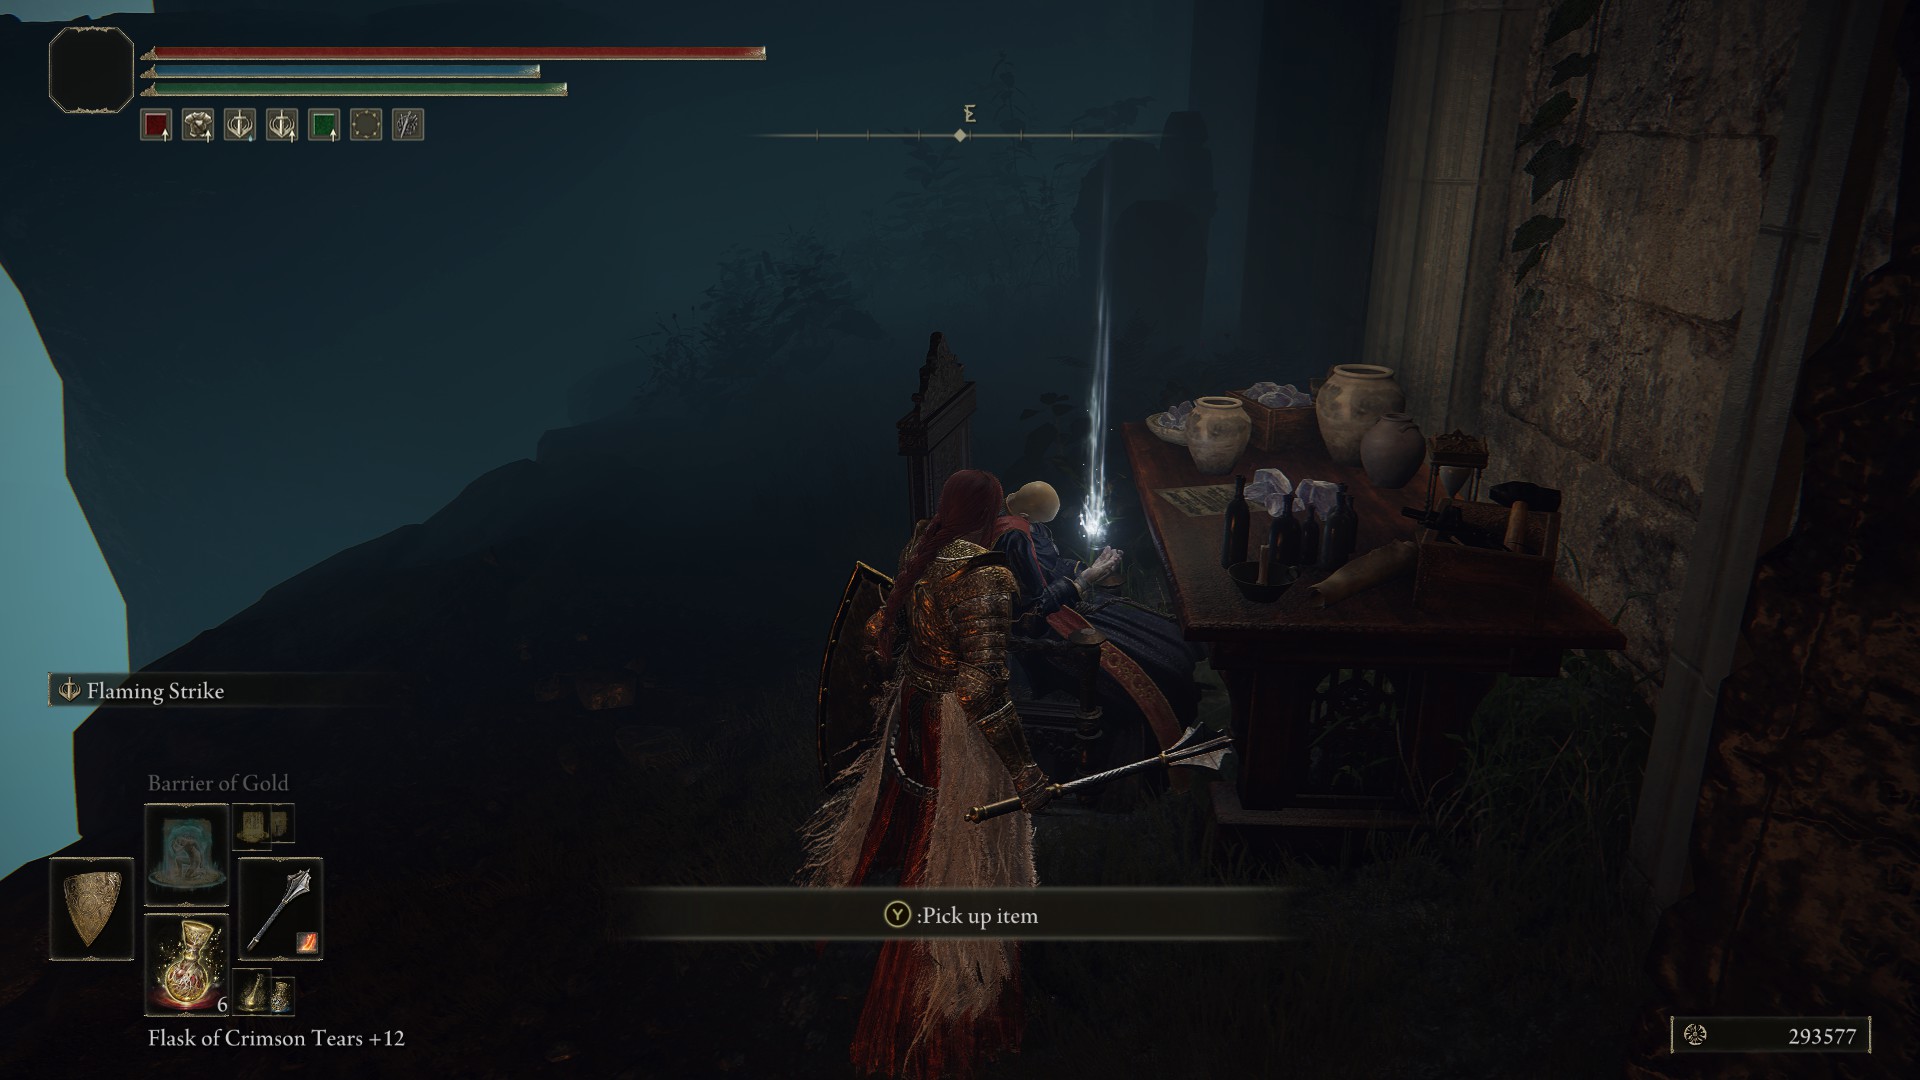 E
Flaming Strike
Barrier of Gold
6
Flask of Crimson Tears +12
Y :Pick up item
293577